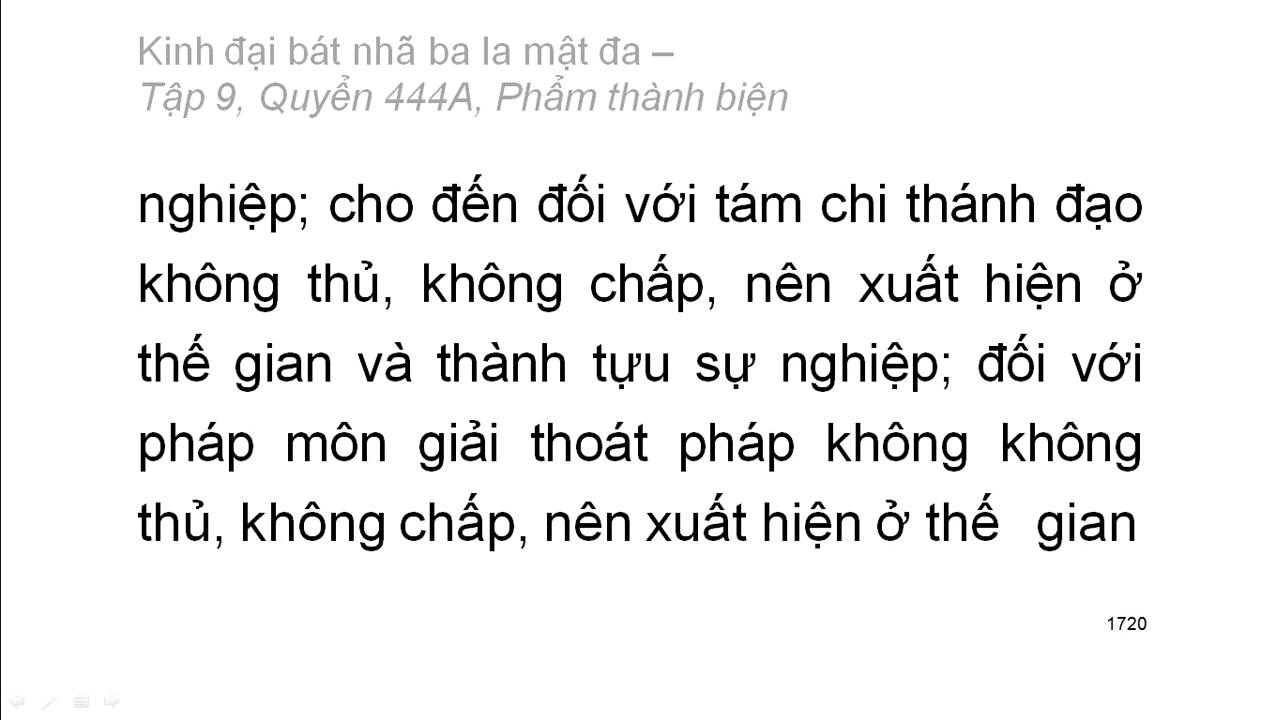 Kinh đại bát nhã ba la mật đa –
Tập 9, Quyển 444A, Phẩm thành biện
nghiệp; cho đến đối với tám chi thánh đạo
không thủ, không chấp, nên xuất hiện ở
thế gian và thành tựu sự nghiệp; đối với
pháp môn giải thoát pháp không không
thủ, không chấp, nên xuất hiện ở thế gian
1720